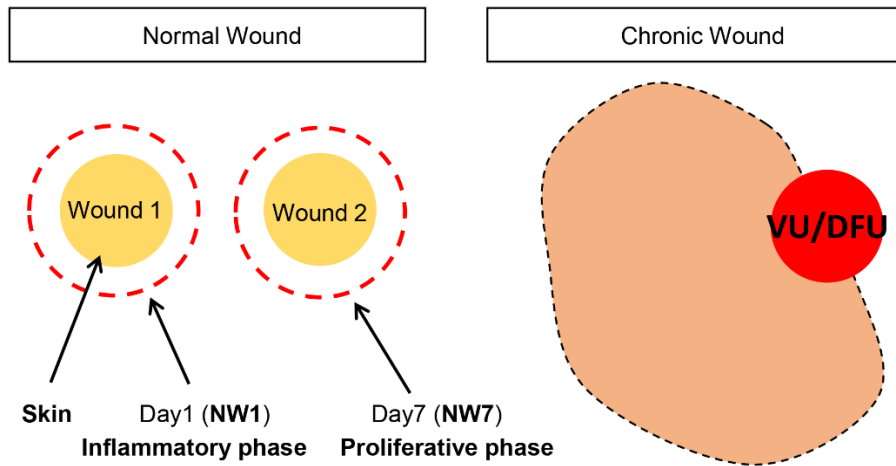 Normal Wound
Chronic Wound
Wound 1
Wound 2
VU/DFU
Skin
Day1 (NW1)
Inflammatory phase
Day7 (NW7)
Proliferative phase